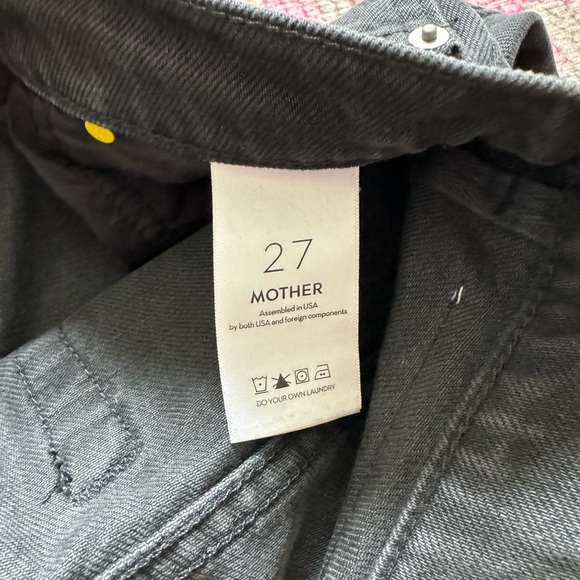 27
MOTHER
Assembled in USA
by both USA and foreign components
DO YOUR OWN LAUNDRY